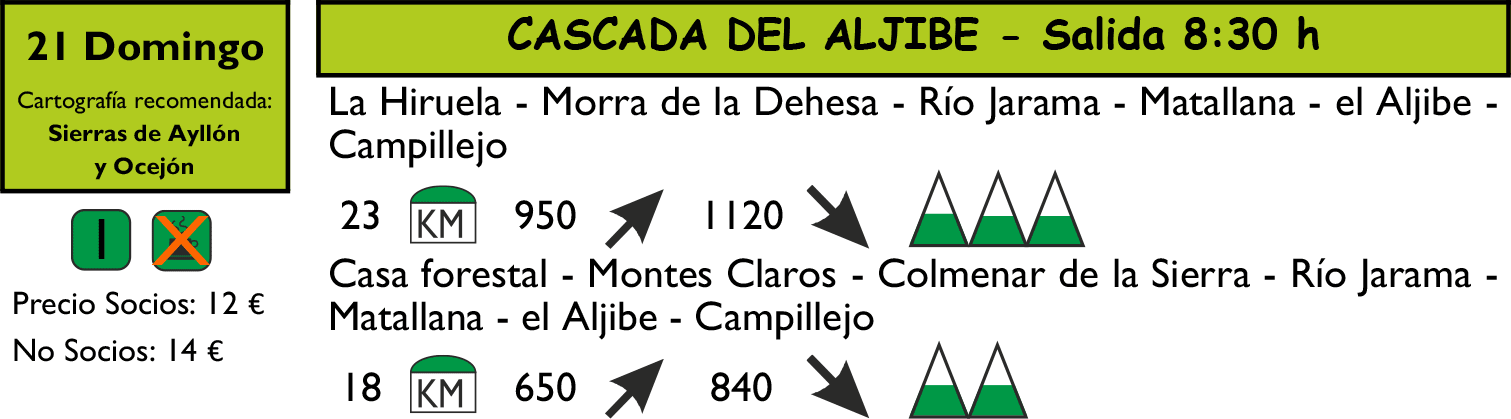 21 Domingo
Cartografía recomendada:
Sierras de Ayllón
y Ocejón
I
Precio Socios: 12 €
No Socios: 14 €
CASCADA DEL ALJIBE - Salida 8:30 h
La Hiruela - Morra de la Dehesa - Río Jarama - Matallana - el Aljibe -
Campillejo
23 KM 950 1120
Casa forestal - Montes Claros - Colmenar de la Sierra - Río Jarama -
Matallana - el Aljibe - Campillejo
18 KM 650 840